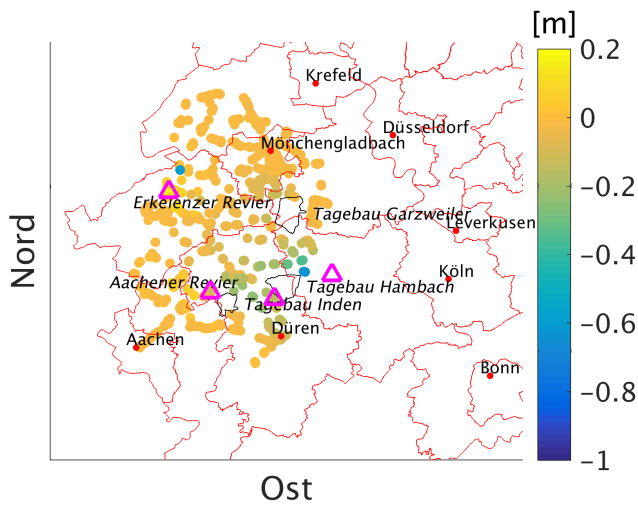 [m]
Krefeld
Düsseldorf
Mönchengladbach
Erkelenzer Revier
Tagebau Garzweiler
Leverkusen
Aachener Revier
Tagebau Hambach
Köln
Tagebau Inden
Düren
Aachen
Bonn
Nord
Ost
0.2
0
−0.2
−0.4
−0.6
−0.8
−1